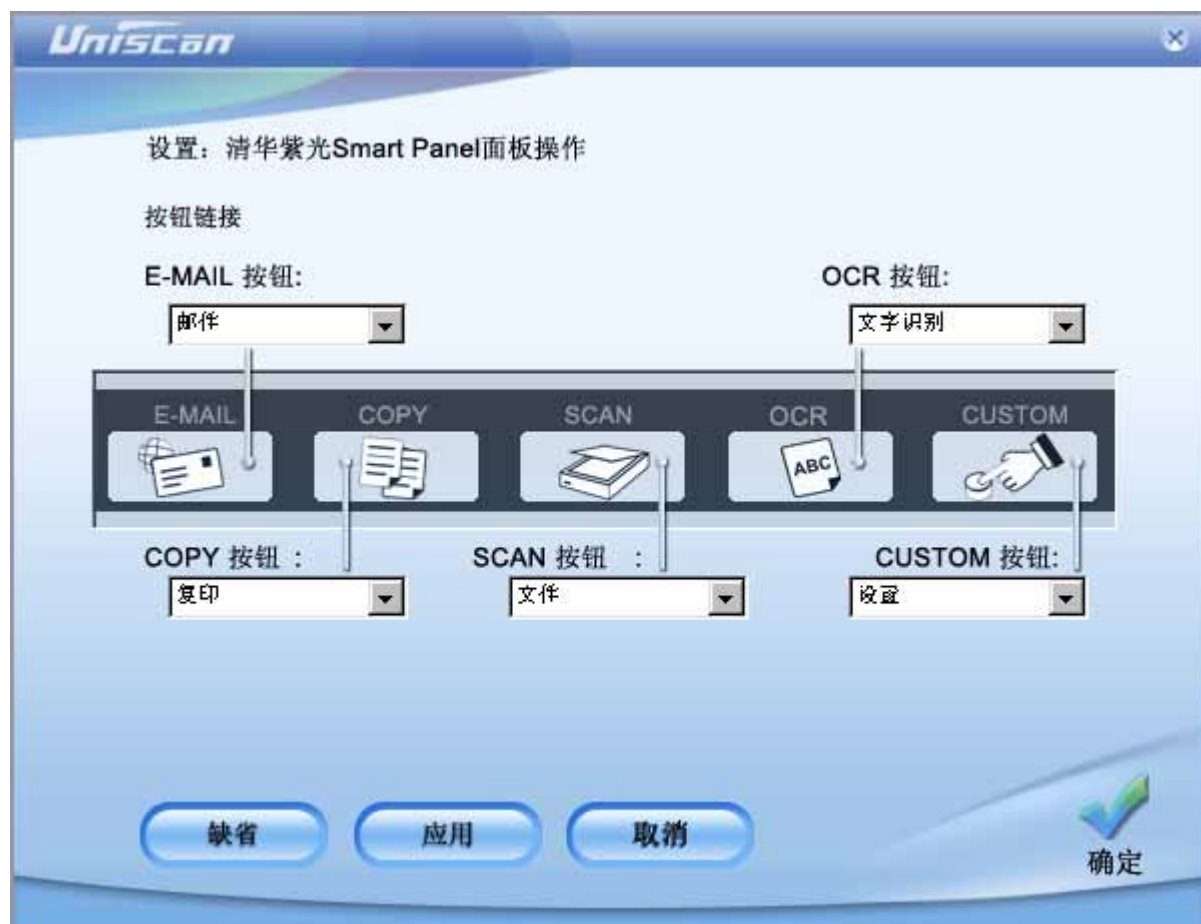 Uniscan
设置：清华紫光Smart Panel面板操作
按钮链接
E-MAIL 按钮:
OCR 按钮:
邮件
文字识别
E-MAIL COPY SCAN OCR CUSTOM
ABC
COPY 按钮 :
SCAN 按钮 :
CUSTOM 按钮:
复印
文件
设置
缺省
应用
取消
确定